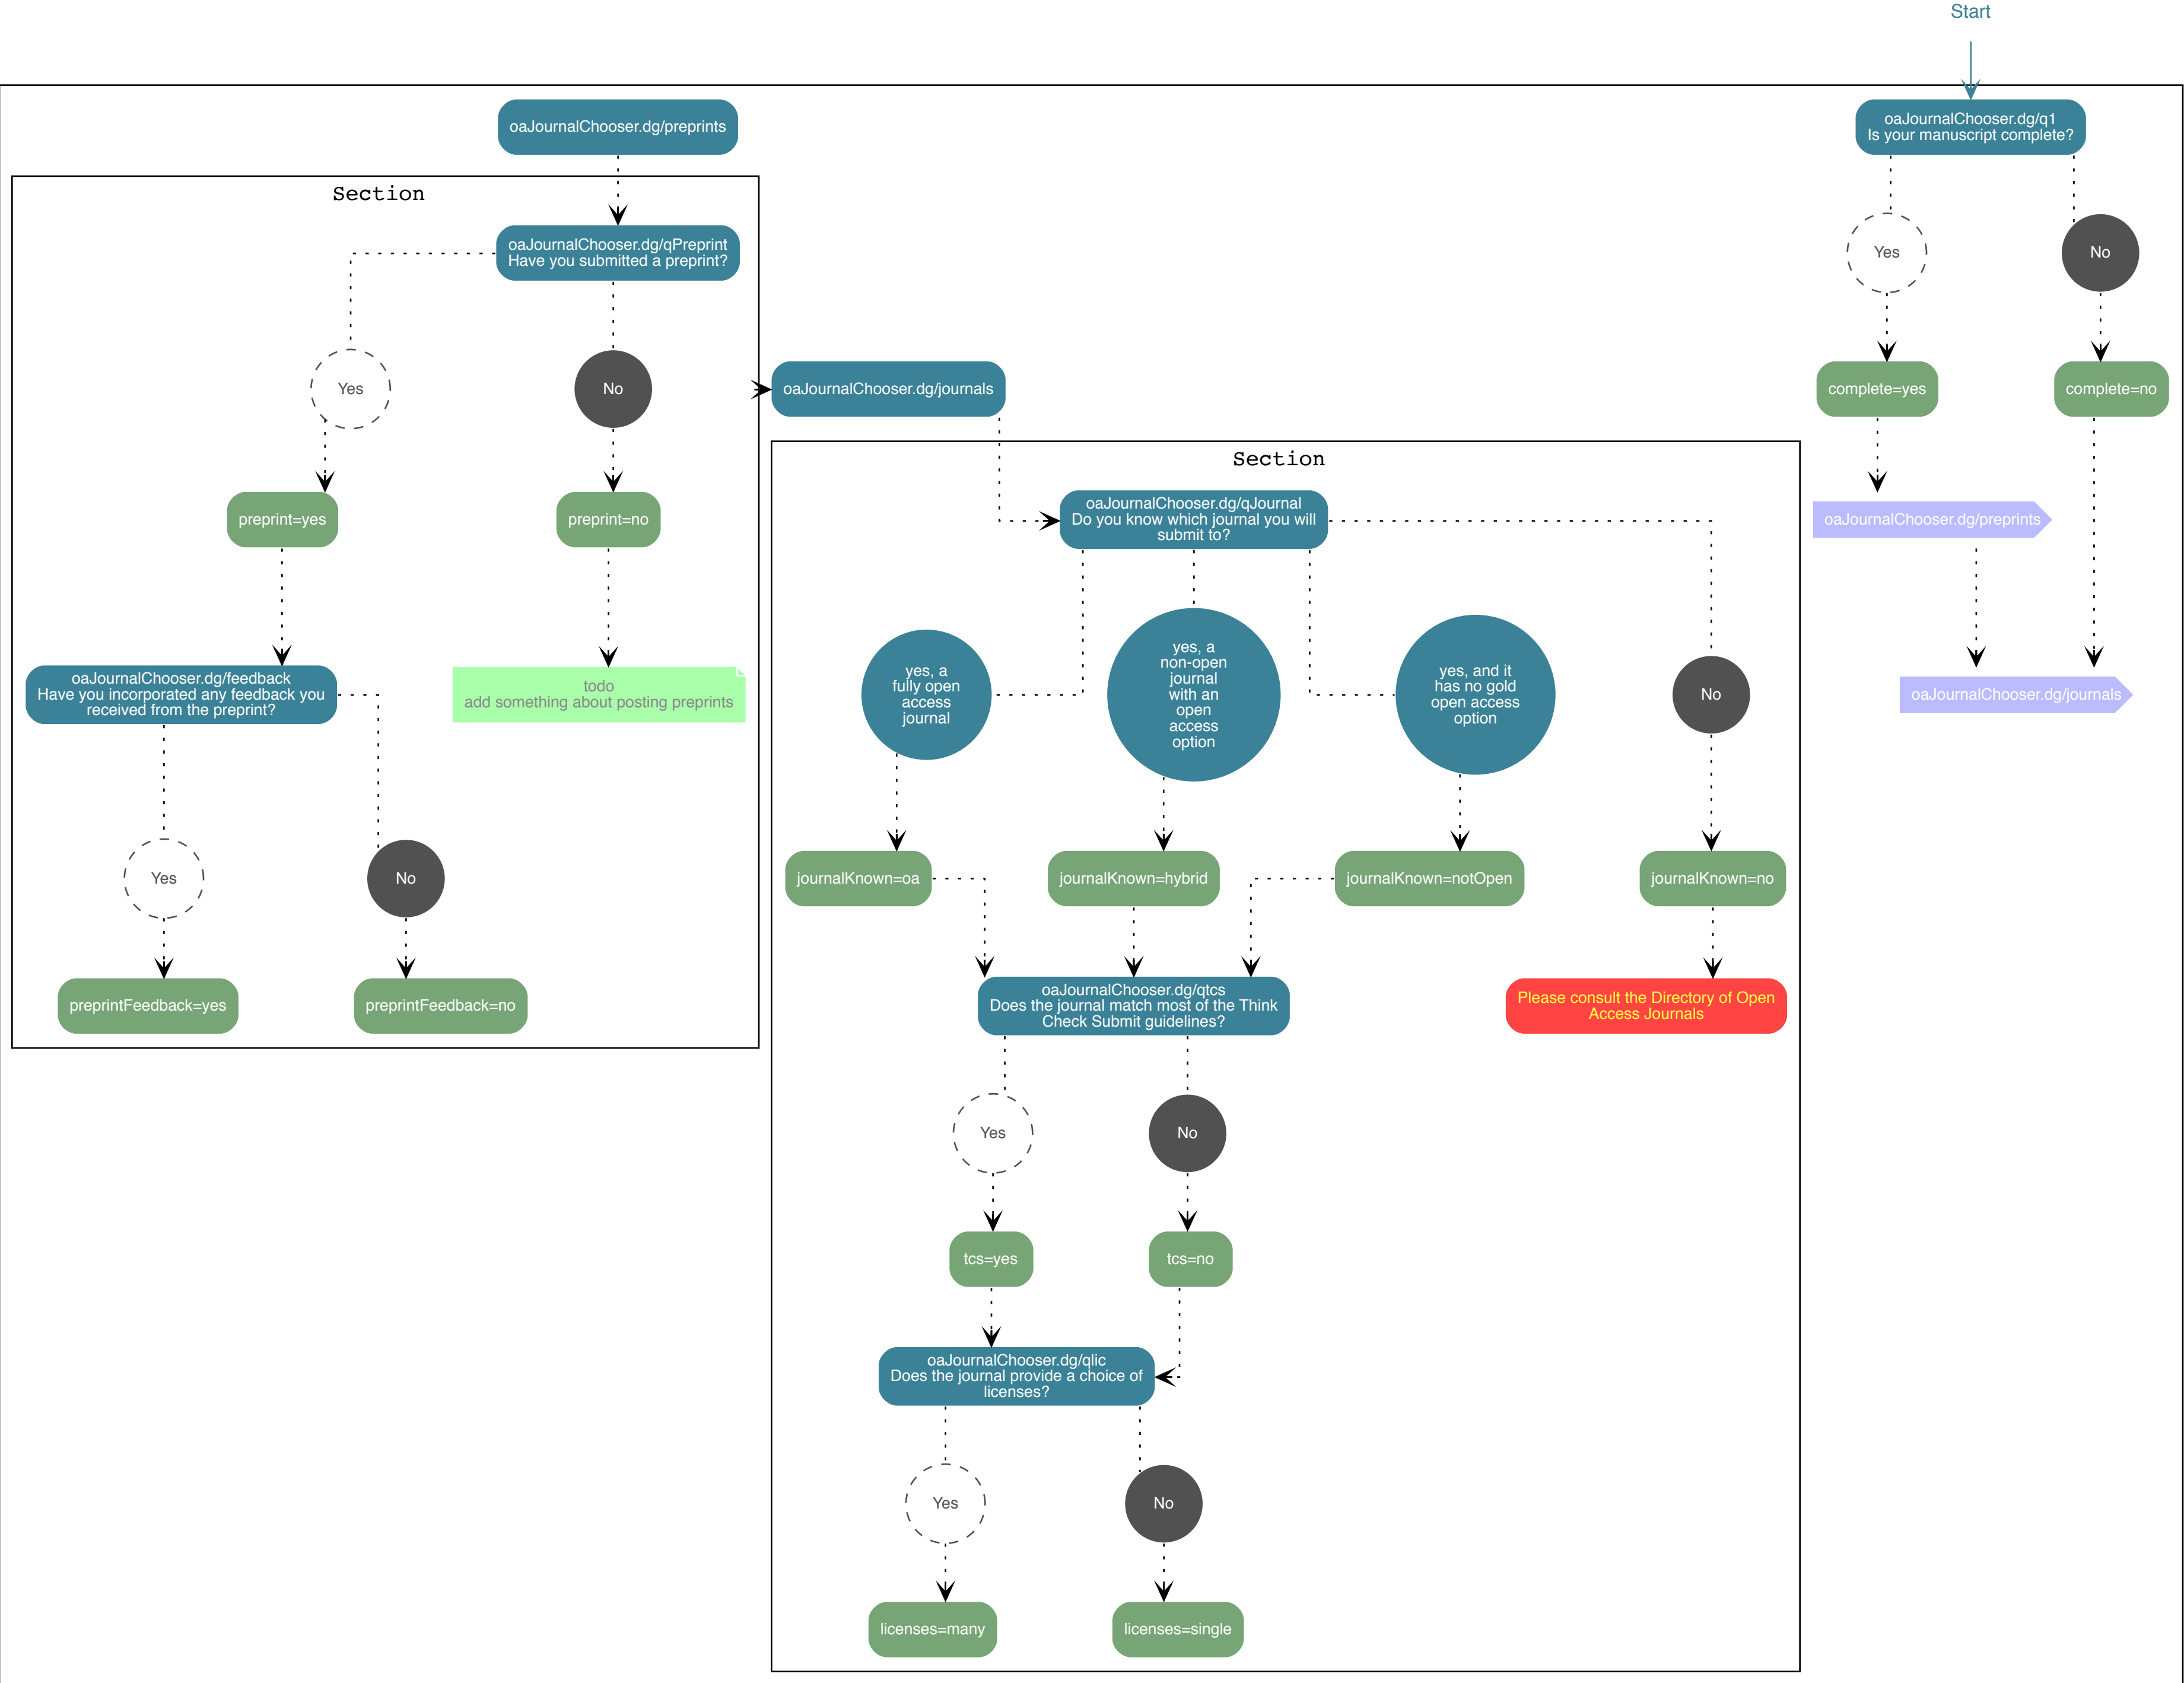 Start
oaJournalChooser.dg/q1
Is your manuscript complete?
Yes
No
complete=yes
complete=no
oaJournalChooser.dg/preprints
oaJournalChooser.dg/journals
oaJournalChooser.dg/preprints
Section
oaJournalChooser.dg/qPreprint
Have you submitted a preprint?
Yes
No
preprint=yes
preprint=no
oaJournalChooser.dg/feedback
Have you incorporated any feedback you
received from the preprint?
todo
add something about posting preprints
Yes
No
preprintFeedback=yes
preprintFeedback=no
oaJournalChooser.dg/journals
Section
oaJournalChooser.dg/qJournal
Do you know which journal you will
submit to?
yes, a
fully open
access
journal
yes, a
non-open
journal
with an
open
access
option
yes, and it
has no gold
open access
option
No
journalKnown=oa
journalKnown=hybrid
journalKnown=notOpen
journalKnown=no
oaJournalChooser.dg/qtcs
Does the journal match most of the Think
Check Submit guidelines?
Please consult the Directory of Open
Access Journals
Yes
No
tcs=yes
tcs=no
oaJournalChooser.dg/qlic
Does the journal provide a choice of
licenses?
Yes
No
licenses=many
licenses=single